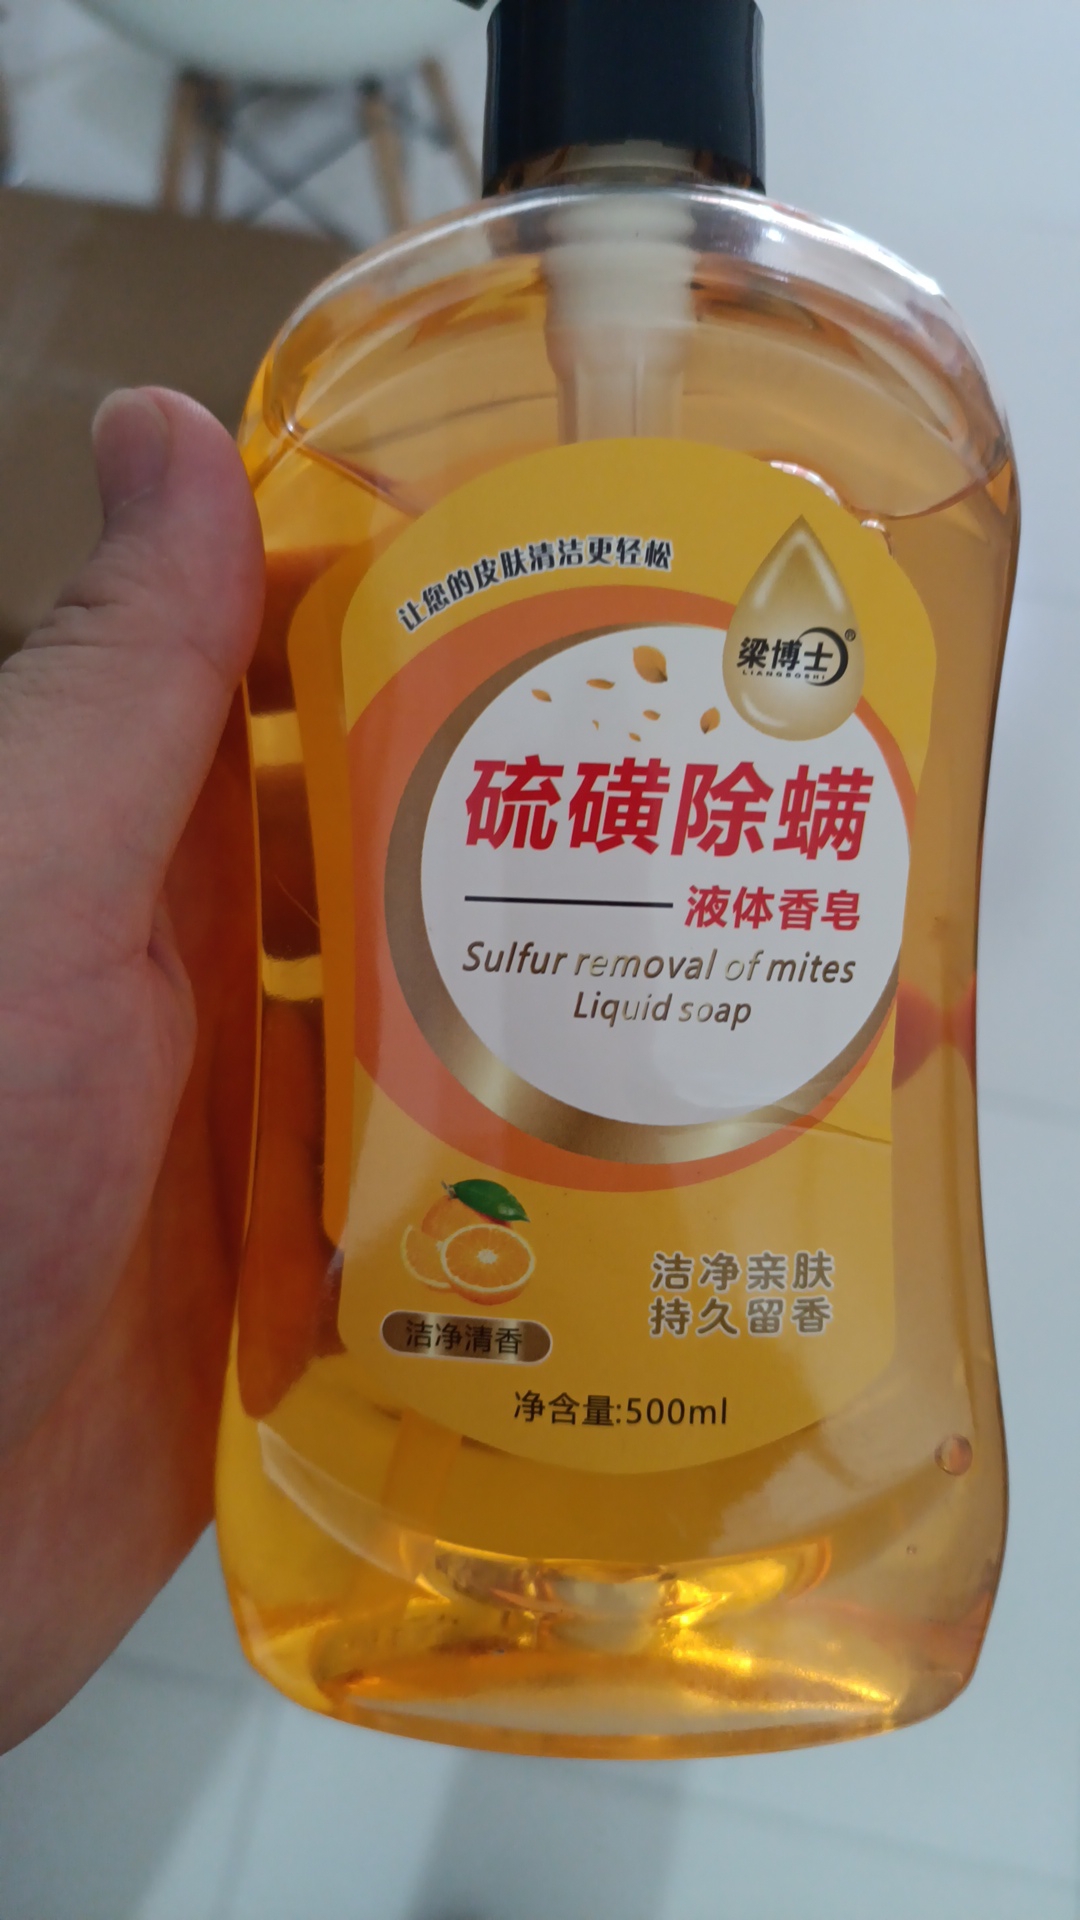 让您的皮肤清洁更轻松
梁博士®
LIANGBOSHI
硫磺除螨
液体香皂
Sulfur removal of mites
Liquid soap
洁净亲肤
持久留香
洁净清香
净含量:500ml